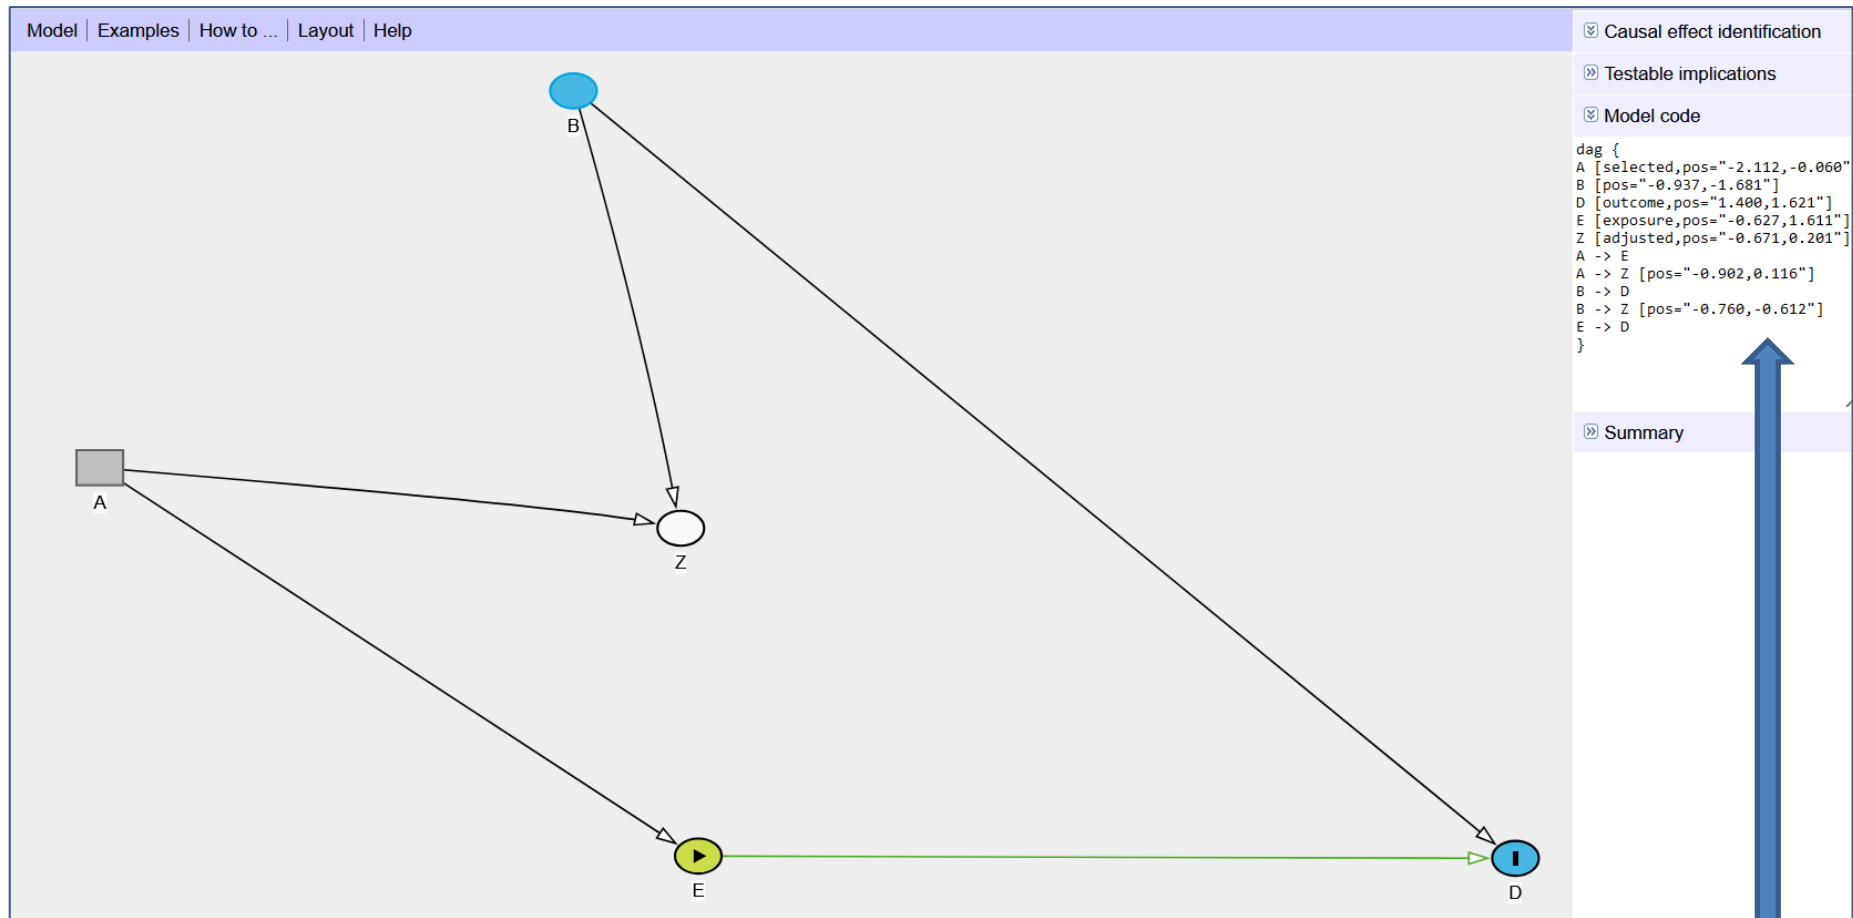 Model | Examples | How to ... | Layout | Help
B
A
Z
E
D
Causal effect identification
Testable implications
Model code
dag {
A [selected,pos="-2.112,-0.060"
B [pos="-0.937,-1.681"]
D [outcome,pos="1.400,1.621"]
E [exposure,pos="-0.627,1.611"]
Z [adjusted,pos="-0.671,0.201"]
A -> E
A -> Z [pos="-0.902,0.116"]
B -> D
B -> Z [pos="-0.760,-0.612"]
E -> D
}
Summary